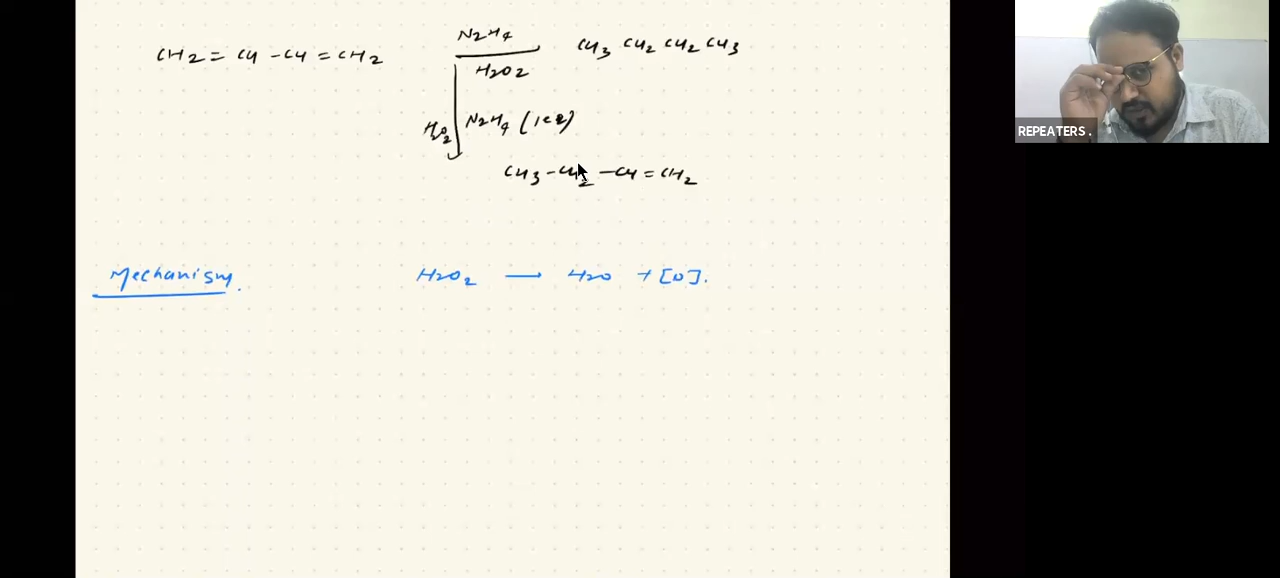 CH2 = CH - CH = CH2
N2H4
H2O2
CH3 CH2 CH2 CH3
H2O2
N2H4 (1eq)
CH3 - CH2 - CH = CH2
Mechanism.
H2O2 → H2O + [O].
REPEATERS .